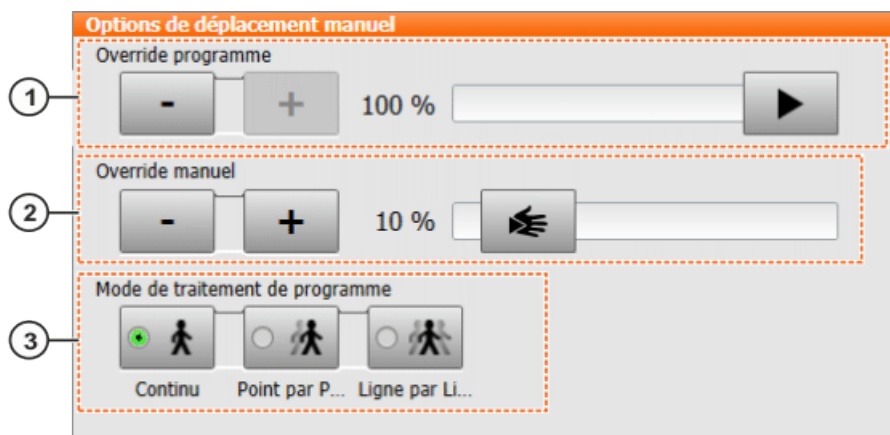 Options de déplacement manuel
Override programme
1
- + 100 %
Override manuel
2
- + 10 %
Mode de traitement de programme
3
Continu Point par P... Ligne par Li...